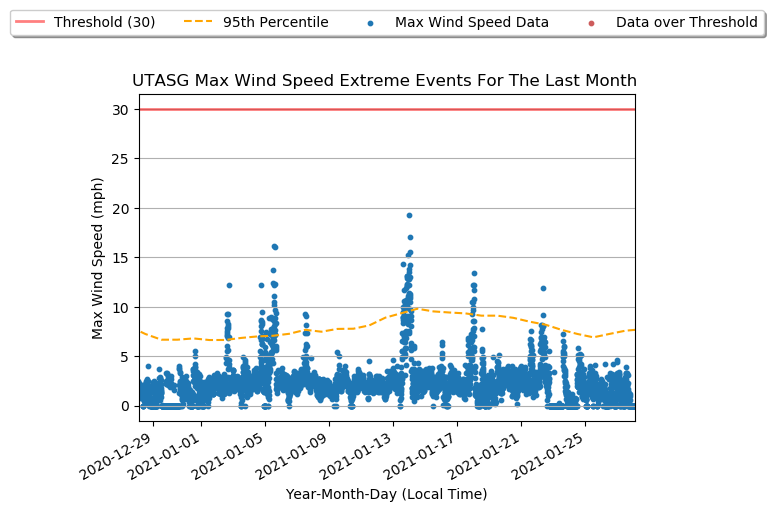 Threshold (30) 95th Percentile Max Wind Speed Data Data over Threshold
UTASG Max Wind Speed Extreme Events For The Last Month
30
25
20
15
10
5
0
Max Wind Speed (mph)
2020-12-29 2021-01-01 2021-01-05 2021-01-09 2021-01-13 2021-01-17 2021-01-21 2021-01-25
Year-Month-Day (Local Time)